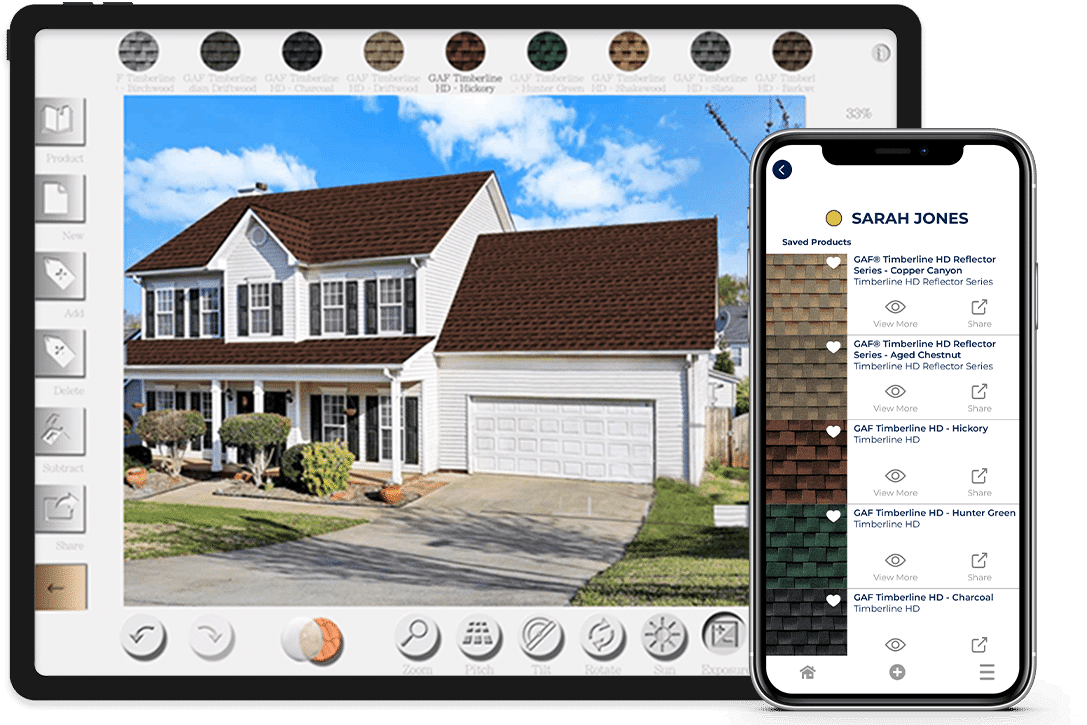 F Timberline GAF Timberline GAF Timberline GAF Timberline GAF Timberline GAF Timberline GAF Timberline GAF Timberline GAF Timberl
- Birchwood ..dian Driftwood HD - Charcoal HD - Driftwood HD - Hickory ..- Hunter Green HD - Shakewood HD - Slate HD - Barkw
33%
Product
New
Add
Delete
Subtract
Share
Zoom Pitch Tilt Rotate Sun Exposure
SARAH JONES
Saved Products
GAF® Timberline HD Reflector
Series - Copper Canyon
Timberline HD Reflector Series
View More Share
GAF® Timberline HD Reflector
Series - Aged Chestnut
Timberline HD Reflector Series
View More Share
GAF Timberline HD - Hickory
Timberline HD
View More Share
GAF Timberline HD - Hunter Green
Timberline HD
View More Share
GAF Timberline HD - Charcoal
Timberline HD